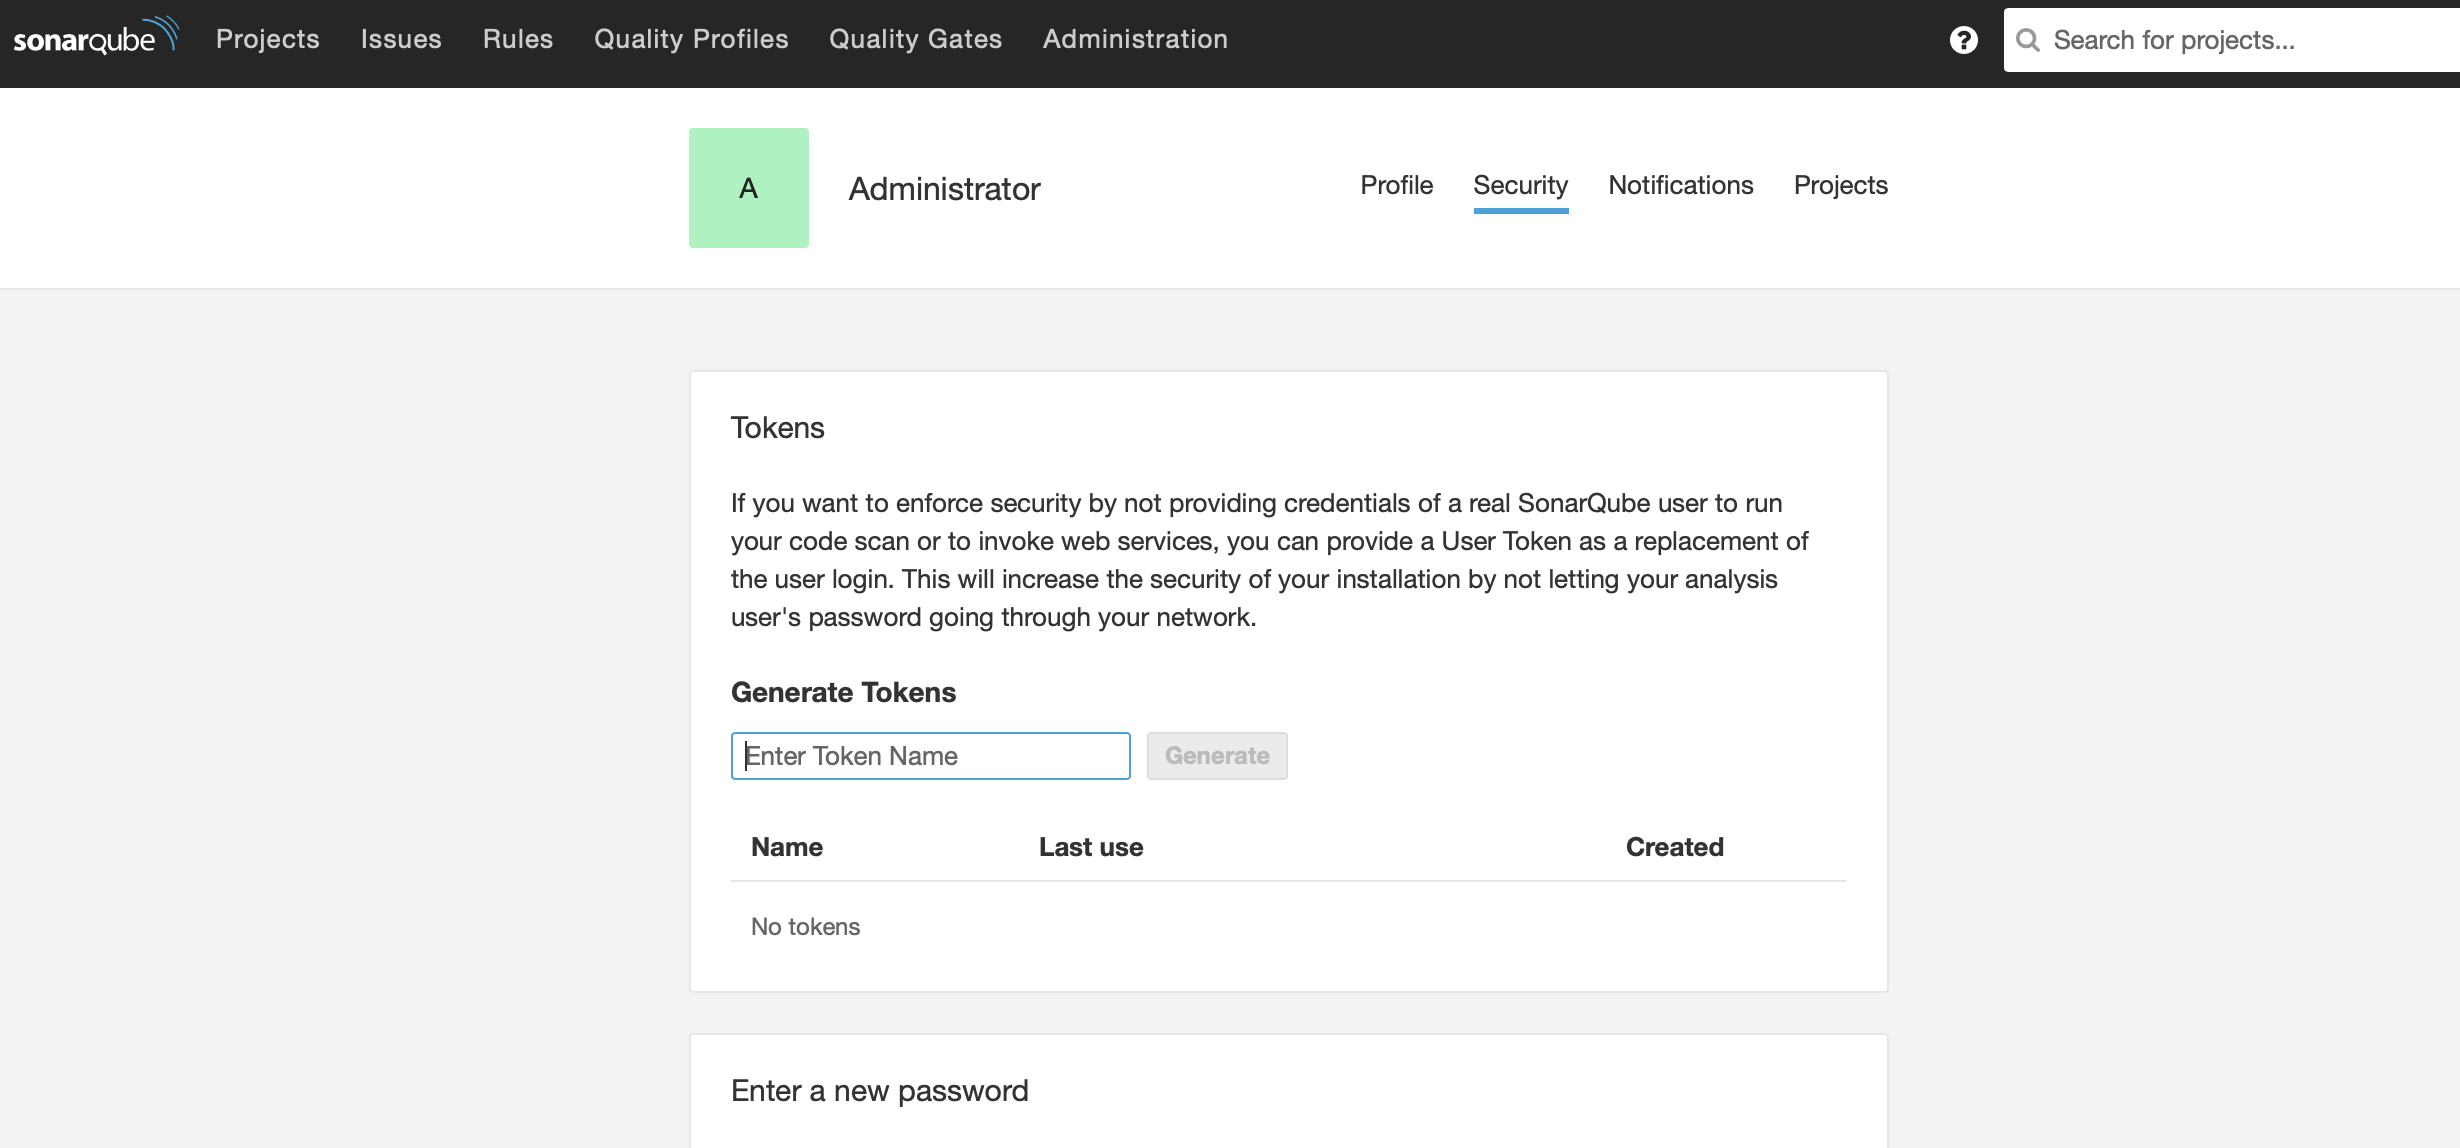 sonarqube Projects Issues Rules Quality Profiles Quality Gates Administration ? Search for projects...
A Administrator Profile Security Notifications Projects
Tokens
If you want to enforce security by not providing credentials of a real SonarQube user to run
your code scan or to invoke web services, you can provide a User Token as a replacement of
the user login. This will increase the security of your installation by not letting your analysis
user's password going through your network.
Generate Tokens
Enter Token Name Generate
Name Last use Created
No tokens
Enter a new password